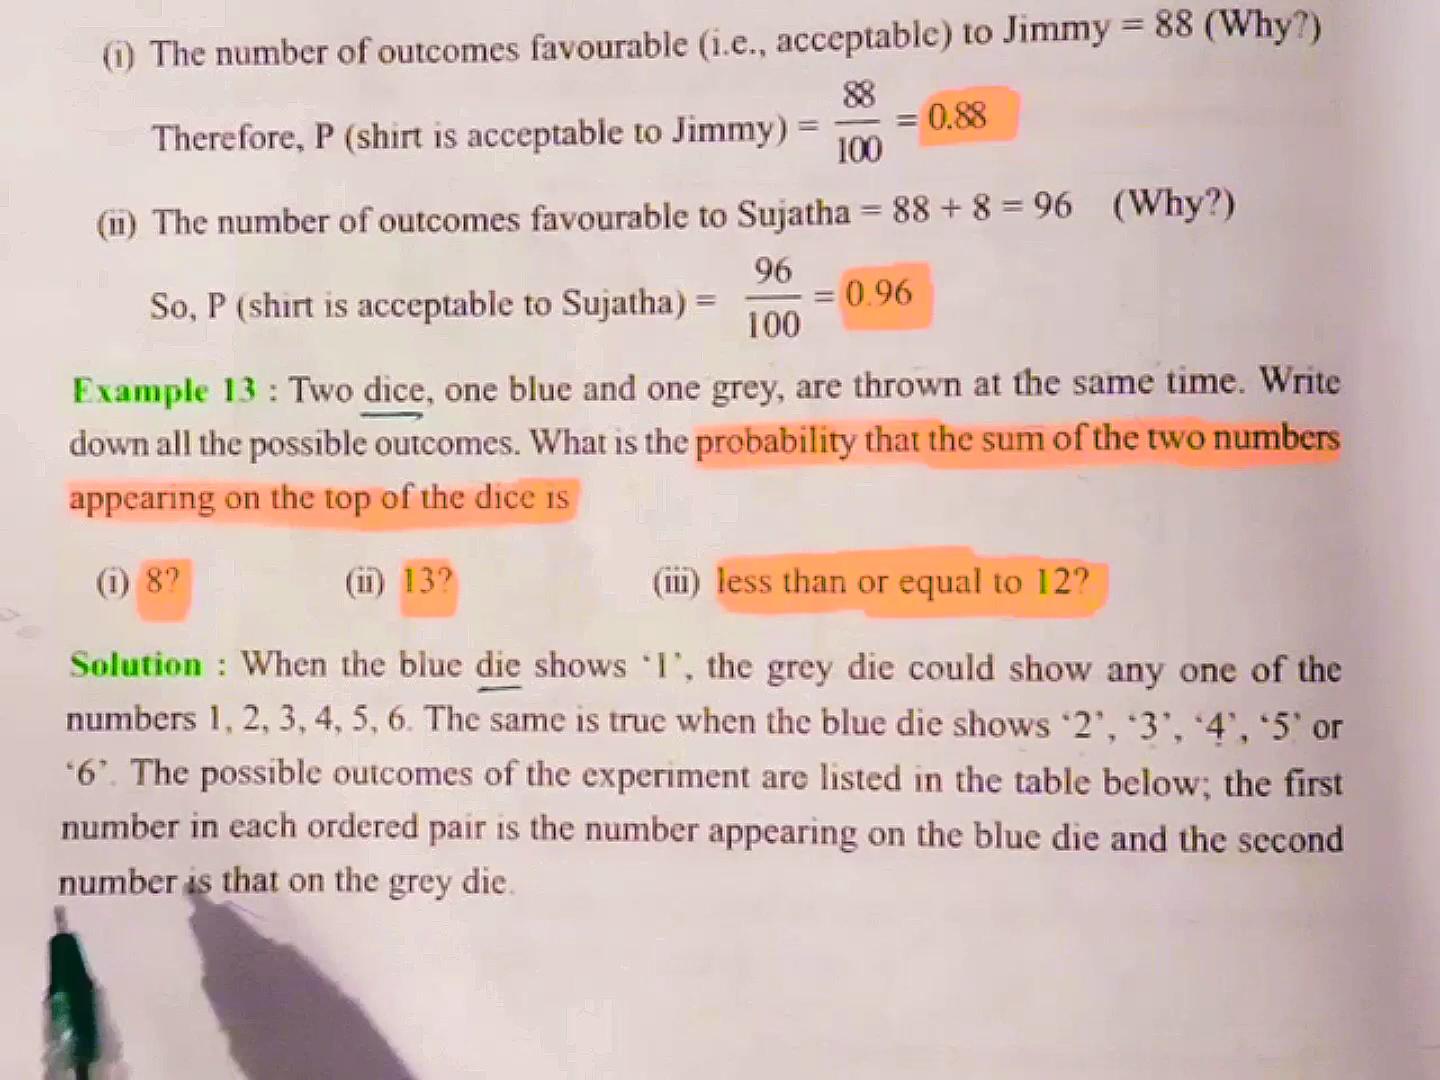 (i) The number of outcomes favourable (i.e., acceptable) to Jimmy = 88 (Why?)
Therefore, P (shirt is acceptable to Jimmy) = 88/100 = 0.88
(ii) The number of outcomes favourable to Sujatha = 88 + 8 = 96 (Why?)
So, P (shirt is acceptable to Sujatha) = 96/100 = 0.96
Example 13 : Two dice, one blue and one grey, are thrown at the same time. Write
down all the possible outcomes. What is the probability that the sum of the two numbers
appearing on the top of the dice is
(i) 8? (ii) 13? (iii) less than or equal to 12?
Solution : When the blue die shows ‘1’, the grey die could show any one of the
numbers 1, 2, 3, 4, 5, 6. The same is true when the blue die shows ‘2’, ‘3’, ‘4’, ‘5’ or
‘6’. The possible outcomes of the experiment are listed in the table below; the first
number in each ordered pair is the number appearing on the blue die and the second
number is that on the grey die.